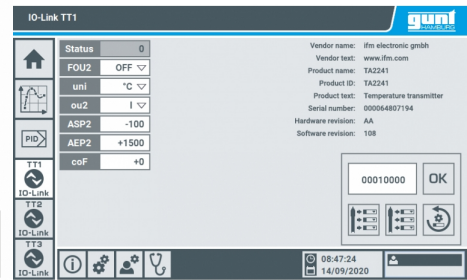 IO-Link TT1
gunt
HAMBURG
Status 0
FOU2 OFF
uni °C
ou2 I
ASP2 -100
AEP2 +1500
coF +0
Vendor name: ifm electronic gmbh
Vendor text: www.ifm.com
Product name: TA2241
Product ID: TA2241
Product text: Temperature transmitter
Serial number: 000064807194
Hardware revision: AA
Software revision: 108
PID
TT1
IO-Link
TT2
IO-Link
TT3
IO-Link
00010000 OK
08:47:24
14/09/2020